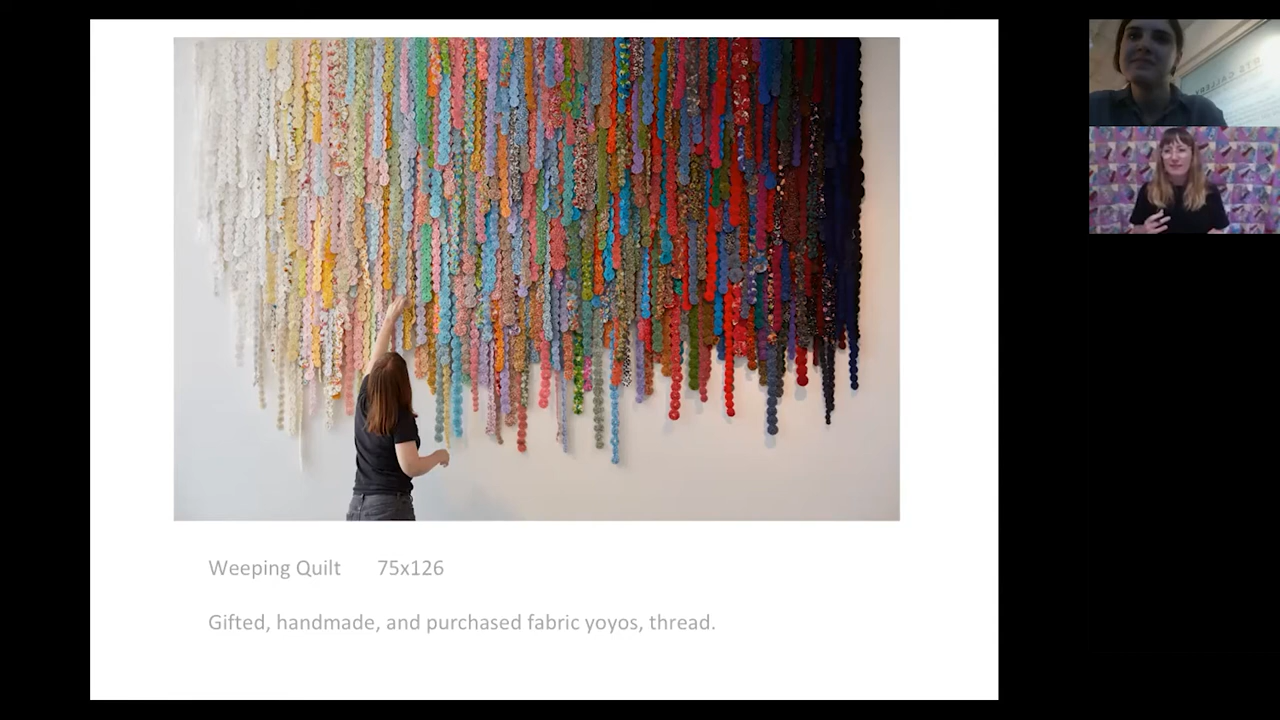 Weeping Quilt 75x126
Gifted, handmade, and purchased fabric yoyos, thread.